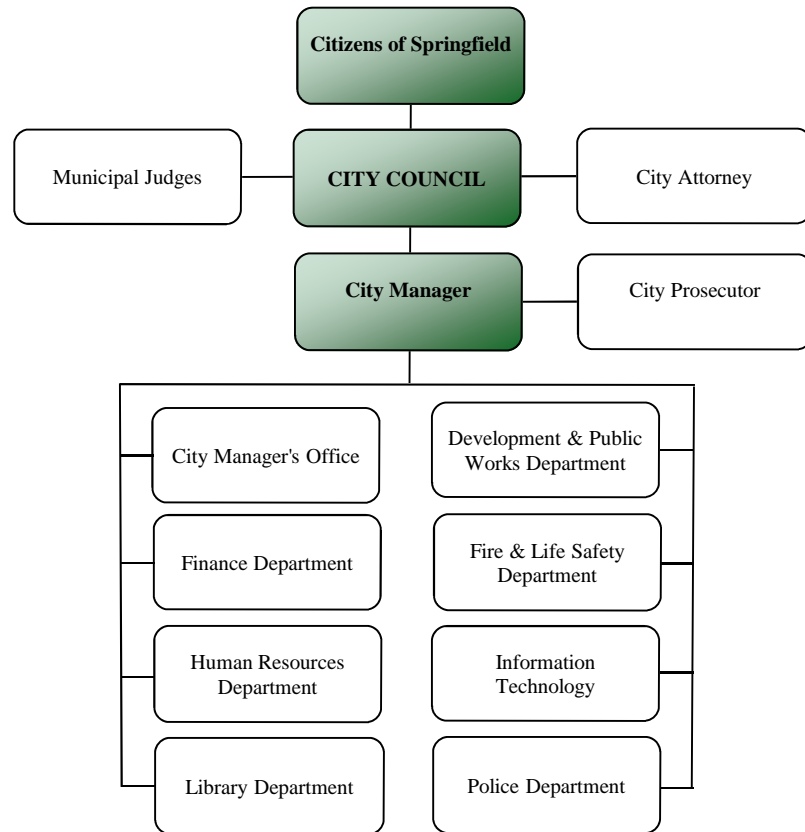 Citizens of Springfield
Municipal Judges
CITY COUNCIL
City Attorney
City Manager
City Prosecutor
City Manager's Office
Development & Public
Works Department
Finance Department
Fire & Life Safety
Department
Human Resources
Department
Information
Technology
Library Department
Police Department